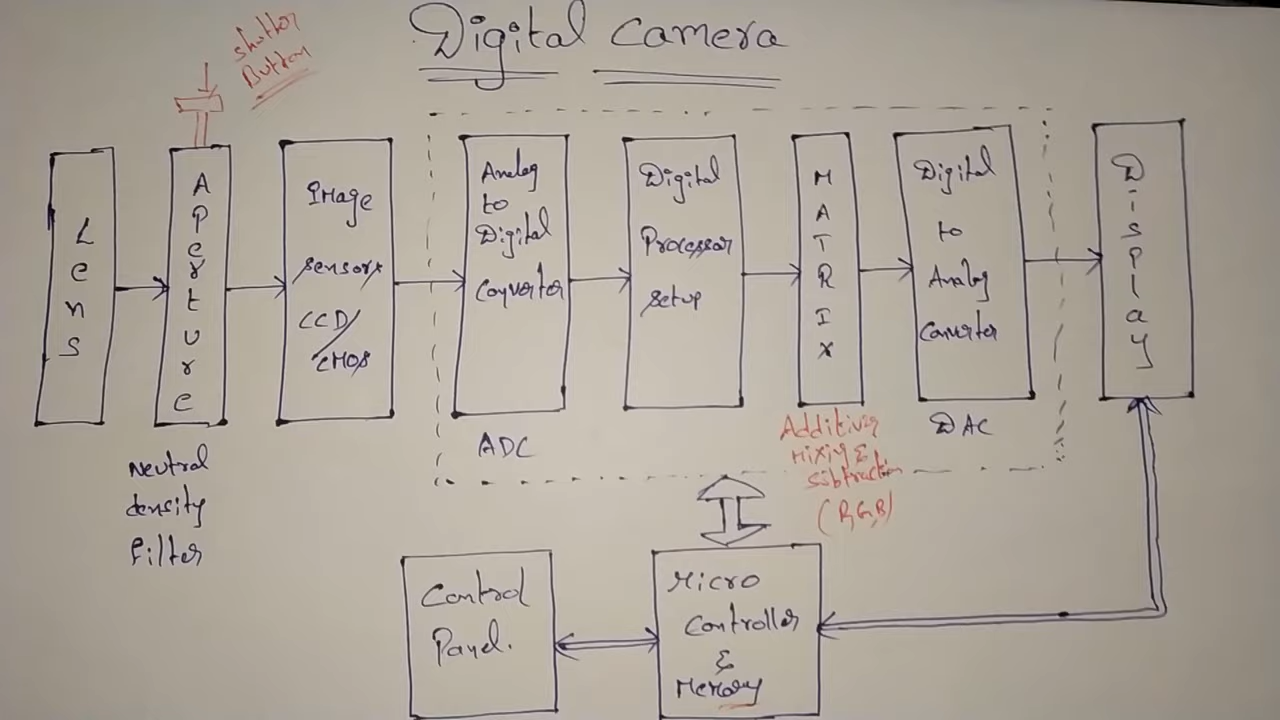 Digital Camera
Shutter
Button
Lens
Aperture
Neutral
density
Filter
Image
Sensors
CCD/
CMOS
Analog
to
Digital
Converter
ADC
Digital
Processor
Setup
MATRIX
Additive
Mixing &
Subtraction
(R,G,B)
Digital
to
Analog
Converter
DAC
Display
Control
Panel.
Micro
Controller
&
Memory